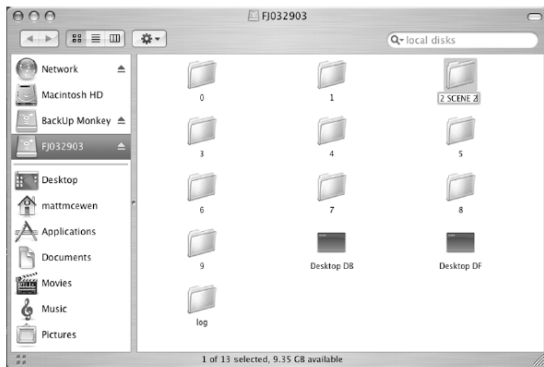 FJ032903
local disks
Network
Macintosh HD
BackUp Monkey
FJ032903
Desktop
mattmcewen
Applications
Documents
Movies
Music
Pictures
0
1
2 SCENE 2
3
4
5
6
7
8
9
Desktop DB
Desktop DF
log
1 of 13 selected, 9.35 GB available